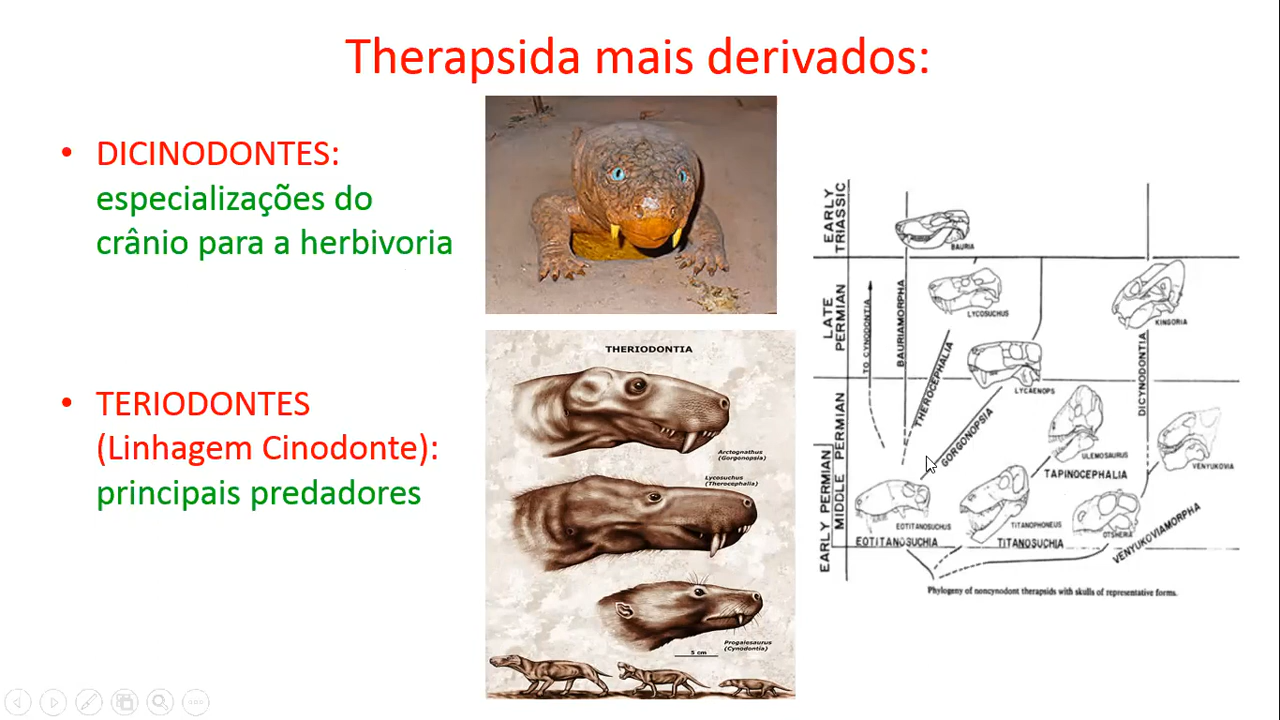 Therapsida mais derivados:
• DICINODONTES:
especializações do
crânio para a herbivoria
• TERIODONTES
(Linhagem Cinodonte):
principais predadores
THERIODONTIA
Arctognathus
(Gorgonopsia)
Lycosuchus
(Therocephalia)
Progalesaurus
(Cynodontia)
5 cm
EARLY
TRIASSIC
LATE
PERMIAN
MIDDLE PERMIAN
EARLY PERMIAN
TO CYNODONTIA
BAURIAMORPHA
THEROCEPHALIA
GORGONOPSIA
DICYNODONTIA
BAURIA
LYCOSUCHUS
KINGORIA
LYCAENOPS
ULEMOSAURUS
TAPINOCEPHALIA
VENYUKOVIA
EOTITANOSUCHUS
EOTITANOSUCHIA
TITANOPHONEUS
TITANOSUCHIA
OTSHERIA
VENYUKOVIAMORPHA
Phylogeny of noncynodont therapsids with skulls of representative forms.